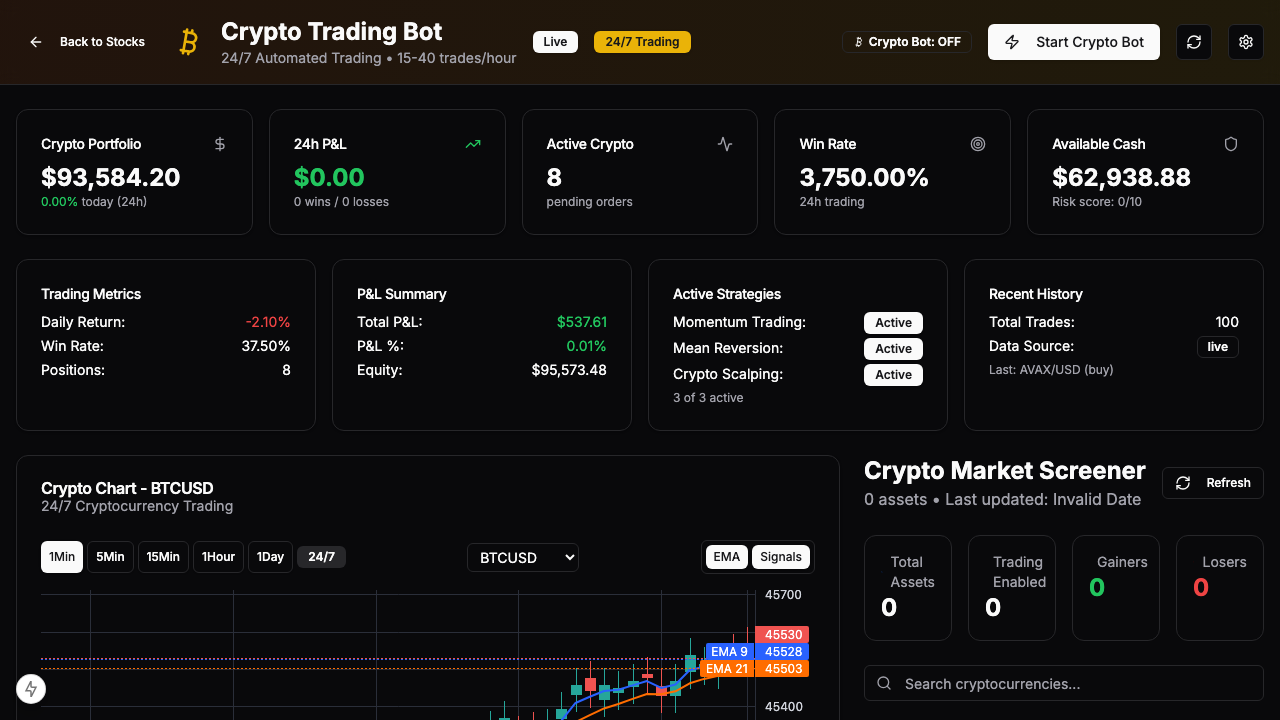 Back to Stocks
Crypto Trading Bot
24/7 Automated Trading • 15-40 trades/hour
Live
24/7 Trading
Crypto Bot: OFF
Start Crypto Bot
Crypto Portfolio
$93,584.20
0.00% today (24h)
24h P&L
$0.00
0 wins / 0 losses
Active Crypto
8
pending orders
Win Rate
3,750.00%
24h trading
Available Cash
$62,938.88
Risk score: 0/10
Trading Metrics
Daily Return: -2.10%
Win Rate: 37.50%
Positions: 8
P&L Summary
Total P&L: $537.61
P&L %: 0.01%
Equity: $95,573.48
Active Strategies
Momentum Trading: Active
Mean Reversion: Active
Crypto Scalping: Active
3 of 3 active
Recent History
Total Trades: 100
Data Source: live
Last: AVAX/USD (buy)
Crypto Chart - BTCUSD
24/7 Cryptocurrency Trading
1Min 5Min 15Min 1Hour 1Day 24/7
BTCUSD
EMA Signals
45700
45530
EMA 9 45528
EMA 21 45503
45400
Crypto Market Screener
0 assets • Last updated: Invalid Date
Refresh
Total
Assets
0
Trading
Enabled
0
Gainers
0
Losers
0
Search cryptocurrencies...